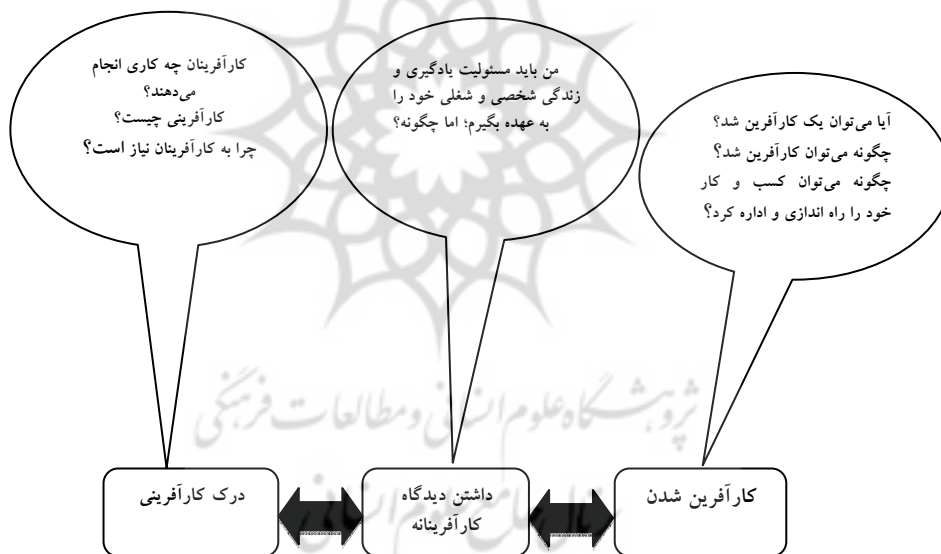 آیا می‌توان یک کارآفرین شد؟
چگونه می‌توان کارآفرین شد؟
چگونه می‌توان کسب و کار
خود را راه اندازی و اداره کرد؟
من باید مسئولیت یادگیری و
زندگی شخصی و شغلی خود را
به عهده بگیرم؛ اما چگونه؟
کارآفرینان چه کاری انجام
می‌دهند؟
کارآفرینی چیست؟
چرا به کارآفرینان نیاز است؟
پژوهشگاه علوم انسانی و مطالعات فرهنگی
کارآفرین شدن
داشتن دیدگاه
کارآفرینانه
درک کارآفرینی
علوم انسانی